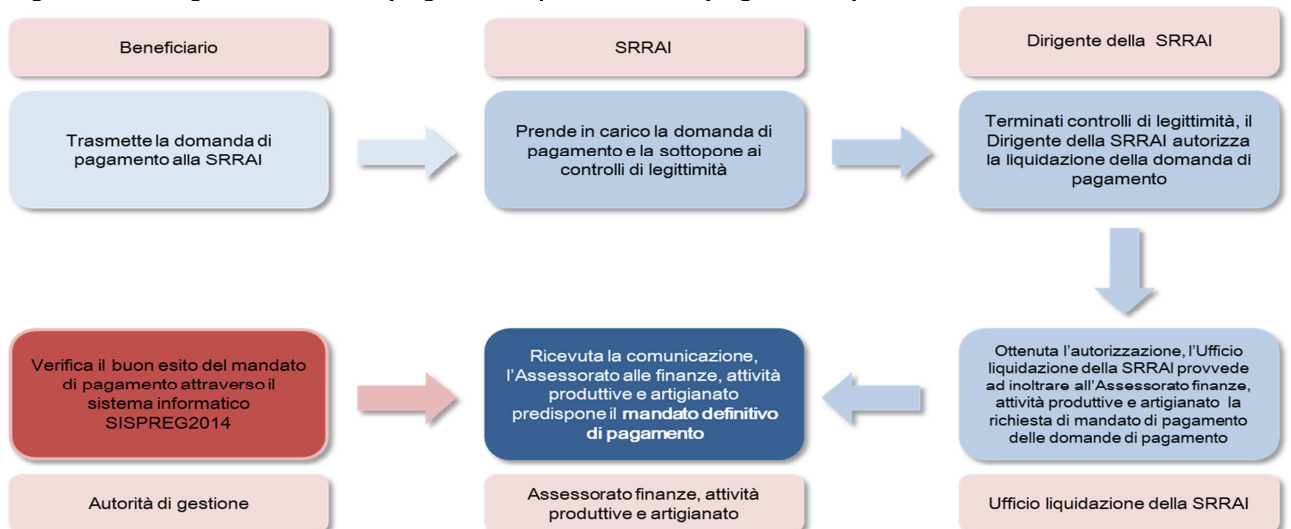 Beneficiario
SRRAI
Dirigente della SRRAI
Trasmette la domanda di
pagamento alla SRRAI
Prende in carico la domanda di
pagamento e la sottopone ai
controlli di legittimità
Terminati controlli di legittimità, il
Dirigente della SRRAI autorizza
la liquidazione della domanda di
pagamento
Verifica il buon esito del mandato
di pagamento attraverso il
sistema informatico
SISPREG2014
Ricevuta la comunicazione,
l’Assessorato alle finanze, attività
produttive e artigianato
predispone il mandato definitivo
di pagamento
Ottenuta l’autorizzazione, l’Ufficio
liquidazione della SRRAI provvede
ad inoltrare all’Assessorato finanze,
attività produttive e artigianato la
richiesta di mandato di pagamento
delle domande di pagamento
Autorità di gestione
Assessorato finanze, attività
produttive e artigianato
Ufficio liquidazione della SRRAI